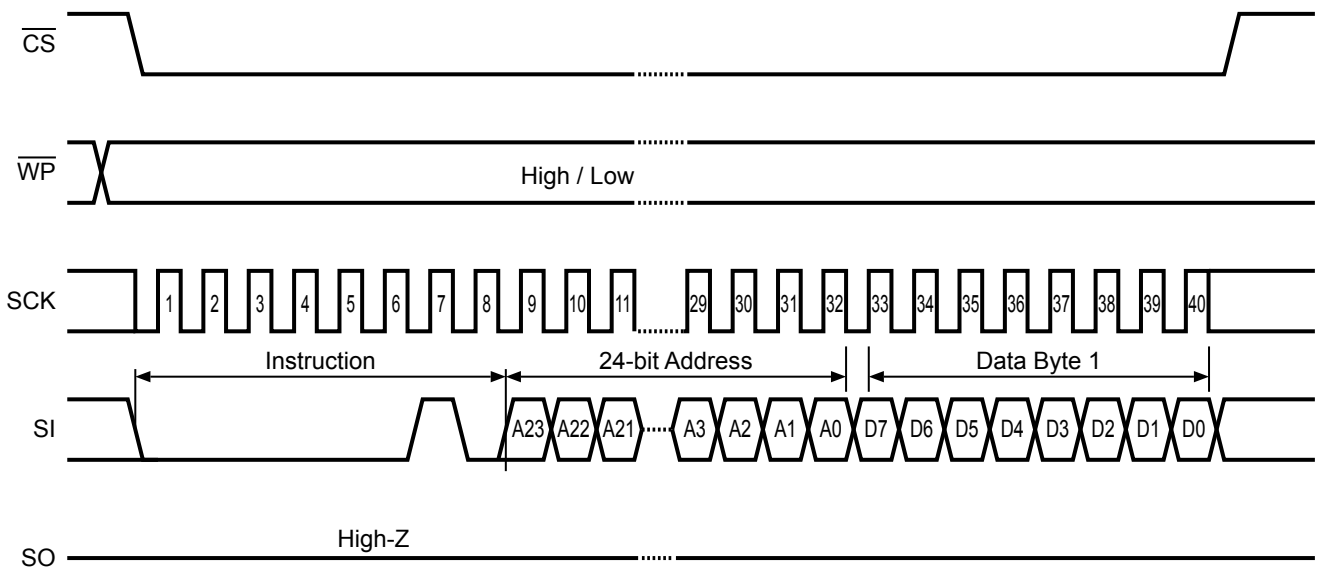 CS
WP
High / Low
SCK
1 2 3 4 5 6 7 8 9 10 11 29 30 31 32 33 34 35 36 37 38 39 40
Instruction 24-bit Address Data Byte 1
SI
A23 A22 A21 A3 A2 A1 A0 D7 D6 D5 D4 D3 D2 D1 D0
High-Z
SO